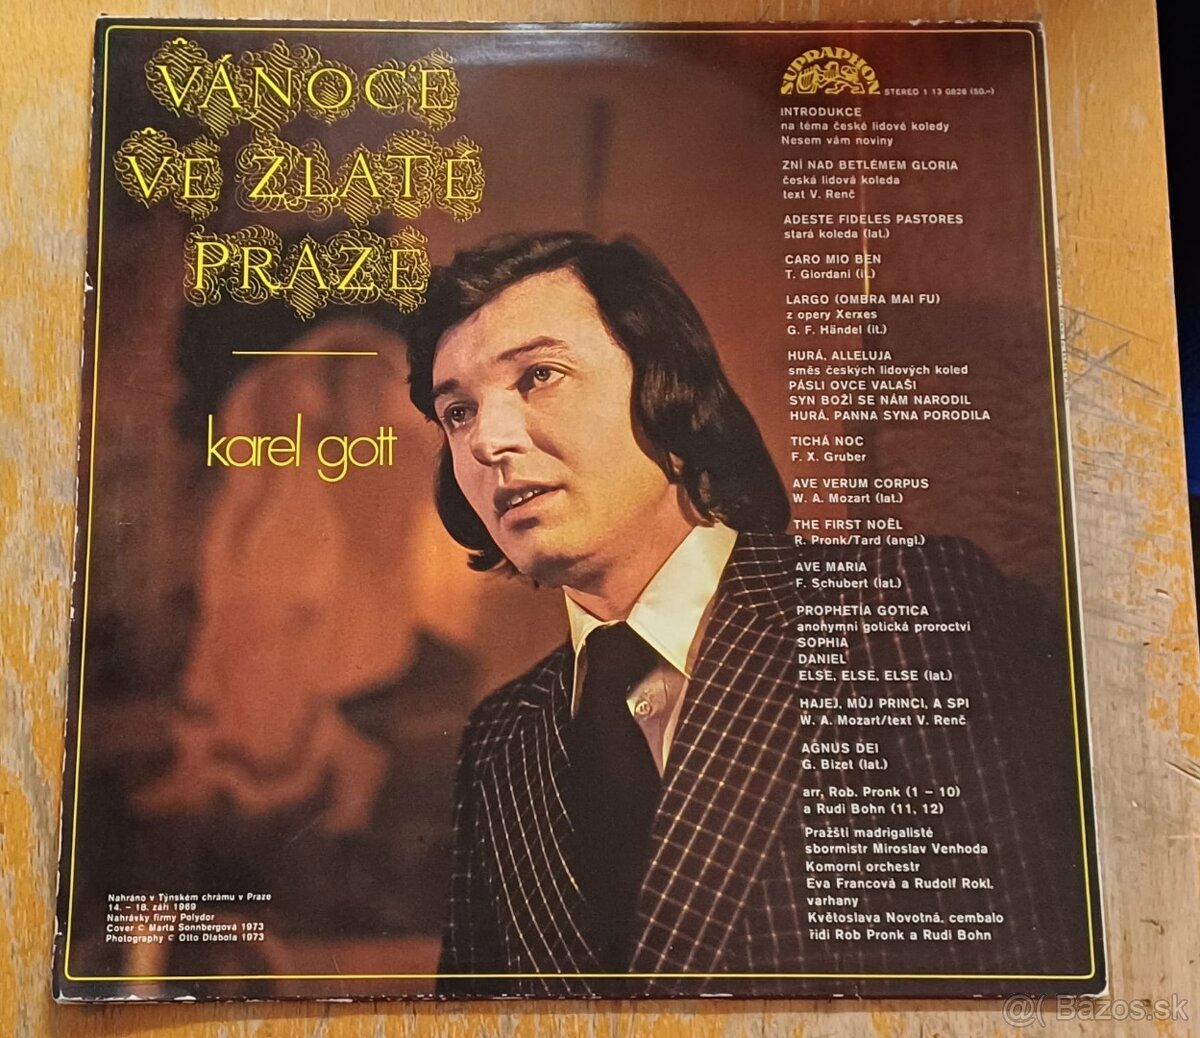 VÁNOCE
VE ZLATÉ
PRAZE
karel gott
SUPRAPHON
STEREO 1 13 0826 (50.-)
INTRODUKCE
na téma české lidové koledy
Nesem vám noviny
ZNÍ NAD BETLÉMEM GLORIA
česká lidová koleda
text V. Renč
ADESTE FIDELES PASTORES
stará koleda (lat.)
CARO MIO BEN
T. Giordani (it.)
LARGO (OMBRA MAI FU)
z opery Xerxes
G. F. Händel (it.)
HURÁ, ALLELUJA
směs českých lidových koled
PÁSLI OVCE VALAŠI
SYN BOŽÍ SE NÁM NARODIL
HURÁ, PANNA SYNA PORODILA
TICHÁ NOC
F. X. Gruber
AVE VERUM CORPUS
W. A. Mozart (lat.)
THE FIRST NOËL
R. Pronk/Tard (angl.)
AVE MARIA
F. Schubert (lat.)
PROPHETIA GOTICA
anonymní gotická proroctví
SOPHIA
DANIEL
ELSE, ELSE, ELSE (lat.)
HAJEJ, MŮJ PRINCI, A SPI
W. A. Mozart/text V. Renč
AGNUS DEI
G. Bizet (lat.)
arr. Rob. Pronk (1 – 10)
a Rudi Bohn (11, 12)
Pražští madrigalisté
sbormistr Miroslav Venhoda
Komorní orchestr
Eva Francová a Rudolf Rokl,
varhany
Květoslava Novotná, cembalo
řídí Rob Pronk a Rudi Bohn
Nahráno v Týnském chrámu v Praze
14. – 18. září 1969
Nahrávky firmy Polydor
Cover © Marta Sonnbergová 1973
Photography © Otto Dlabola 1973
Bazos.sk